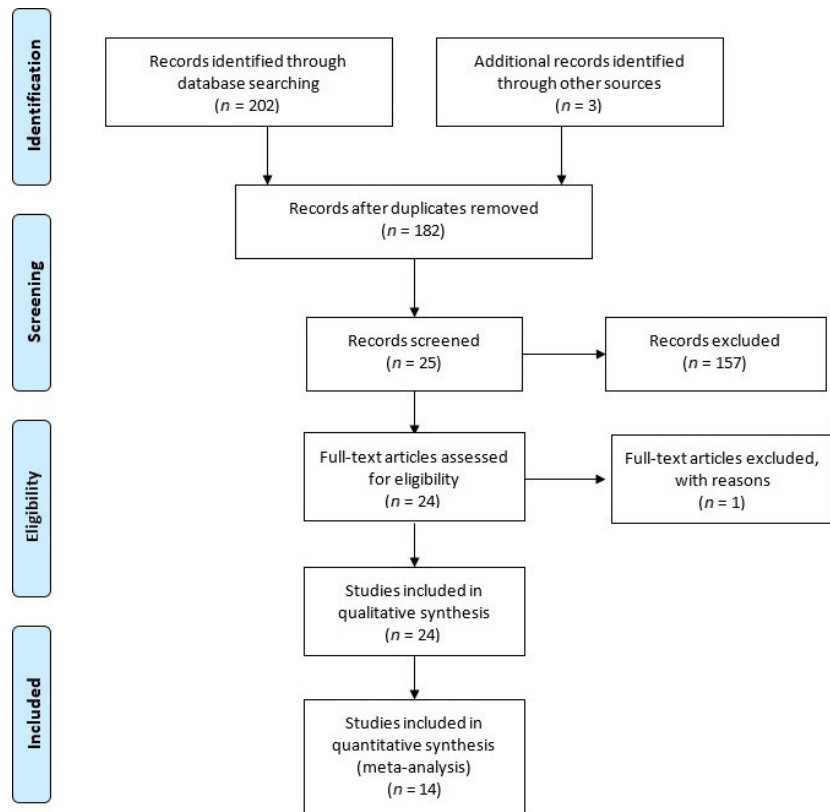 Identification
Records identified through
database searching
(n = 202)
Additional records identified
through other sources
(n = 3)
Records after duplicates removed
(n = 182)
Screening
Records screened
(n = 25)
Records excluded
(n = 157)
Eligibility
Full-text articles assessed
for eligibility
(n = 24)
Full-text articles excluded,
with reasons
(n = 1)
Studies included in
qualitative synthesis
(n = 24)
Included
Studies included in
quantitative synthesis
(meta-analysis)
(n = 14)